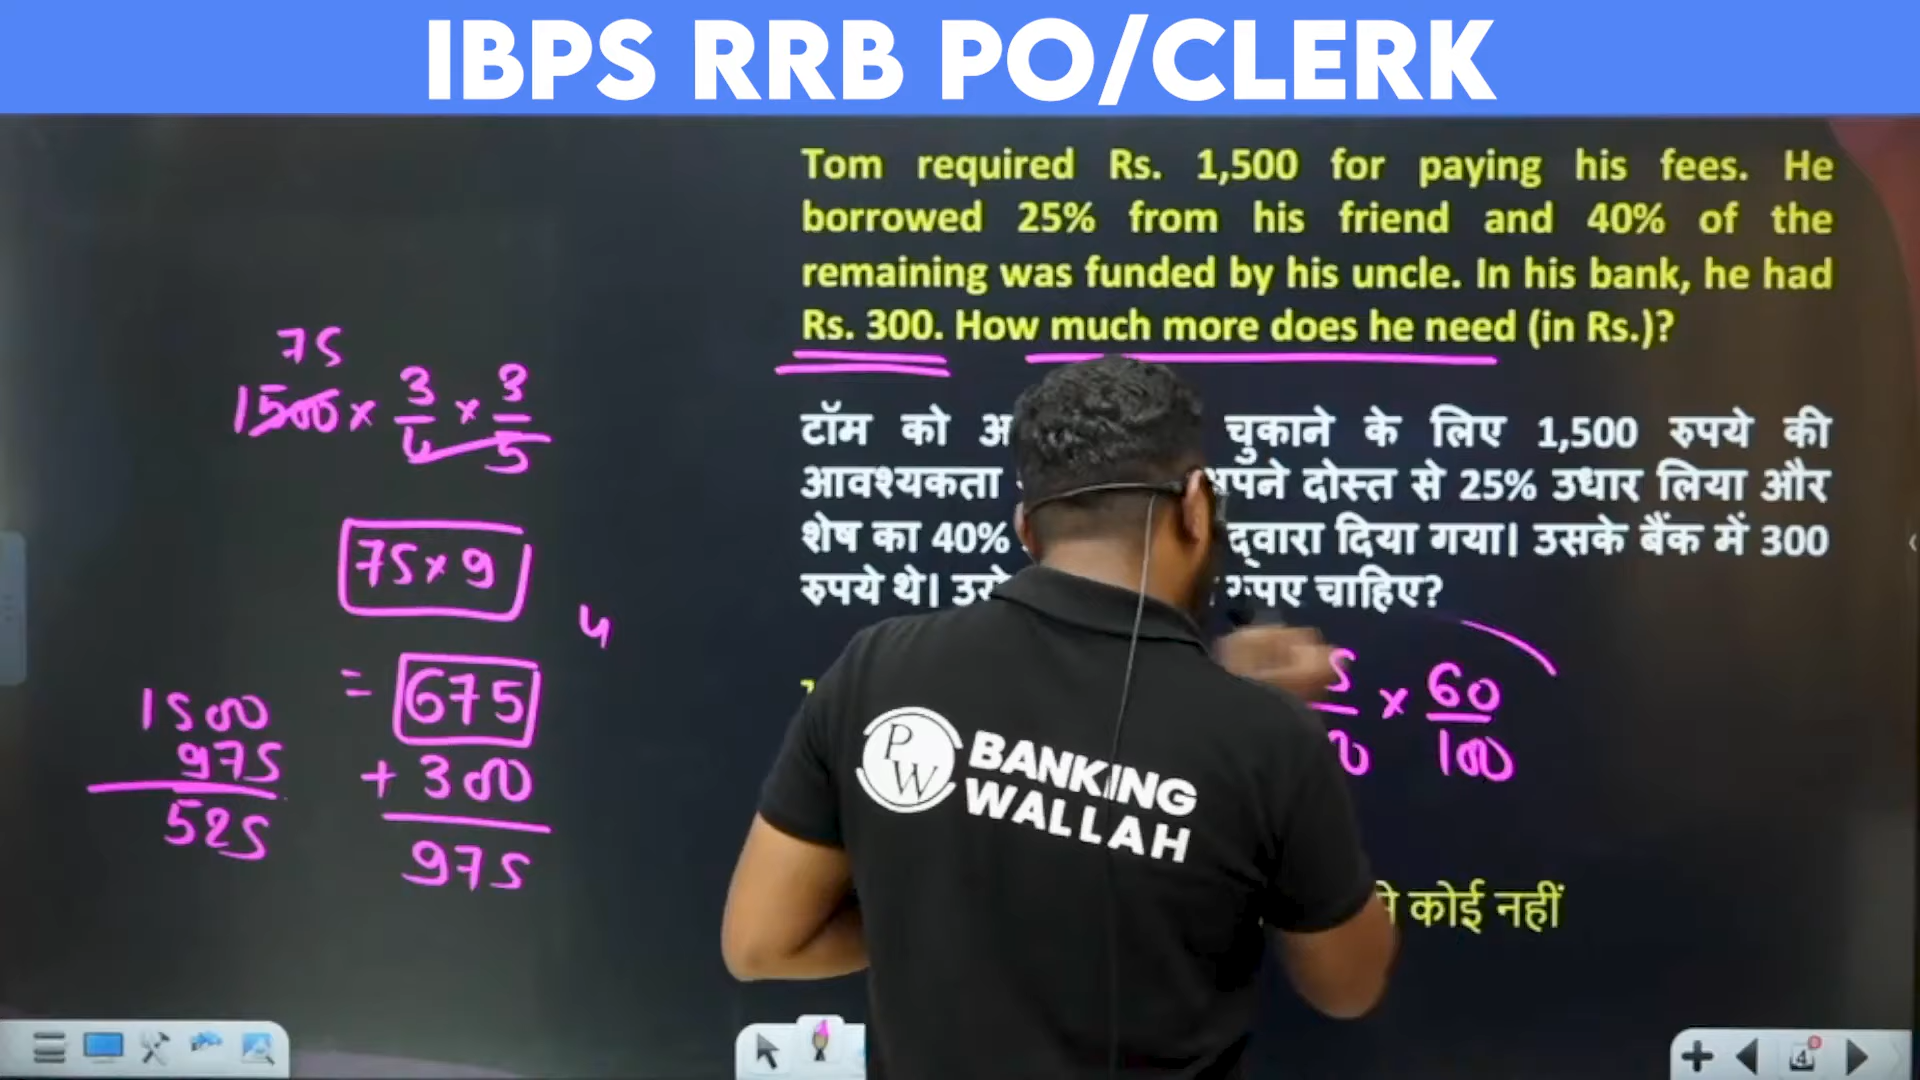 IBPS RRB PO/CLERK
Tom required Rs. 1,500 for paying his fees. He
borrowed 25% from his friend and 40% of the
remaining was funded by his uncle. In his bank, he had
Rs. 300. How much more does he need (in Rs.)?
टॉम को चुकाने के लिए 1,500 रुपये की
आवश्यकता दोस्त से 25% उधार लिया और
शेष का 40% द्वारा दिया गया। उसके बैंक में 300
रुपये थे। चाहिए?
75
1500 × 3/4 × 3/5
75 × 9
= 675
+ 300
975
1500
975
525
× 60/100
BANKING
WALLAH
PW
कोई नहीं
4